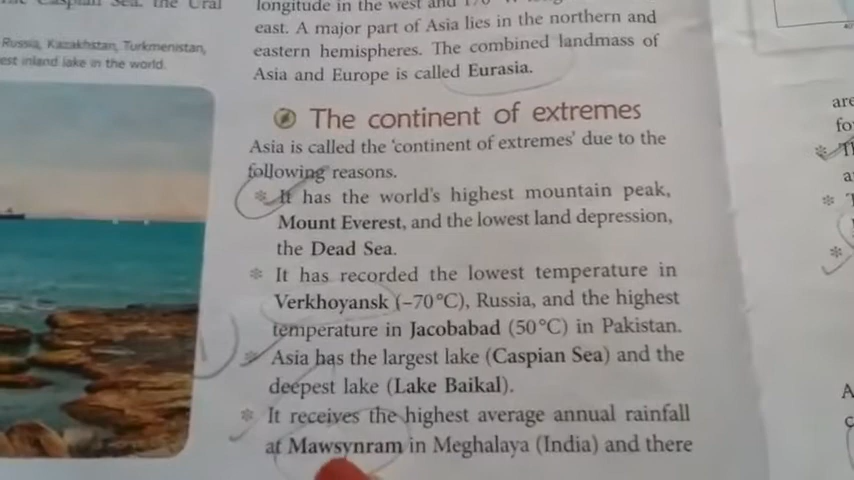 Russia, Kazakhstan, Turkmenistan,
est inland lake in the world.
longitude in the west and
east. A major part of Asia lies in the northern and
eastern hemispheres. The combined landmass of
Asia and Europe is called Eurasia.
The continent of extremes
Asia is called the 'continent of extremes' due to the
following reasons.
It has the world's highest mountain peak,
Mount Everest, and the lowest land depression,
the Dead Sea.
It has recorded the lowest temperature in
Verkhoyansk (–70°C), Russia, and the highest
temperature in Jacobabad (50°C) in Pakistan.
Asia has the largest lake (Caspian Sea) and the
deepest lake (Lake Baikal).
It receives the highest average annual rainfall
at Mawsynram in Meghalaya (India) and there
are